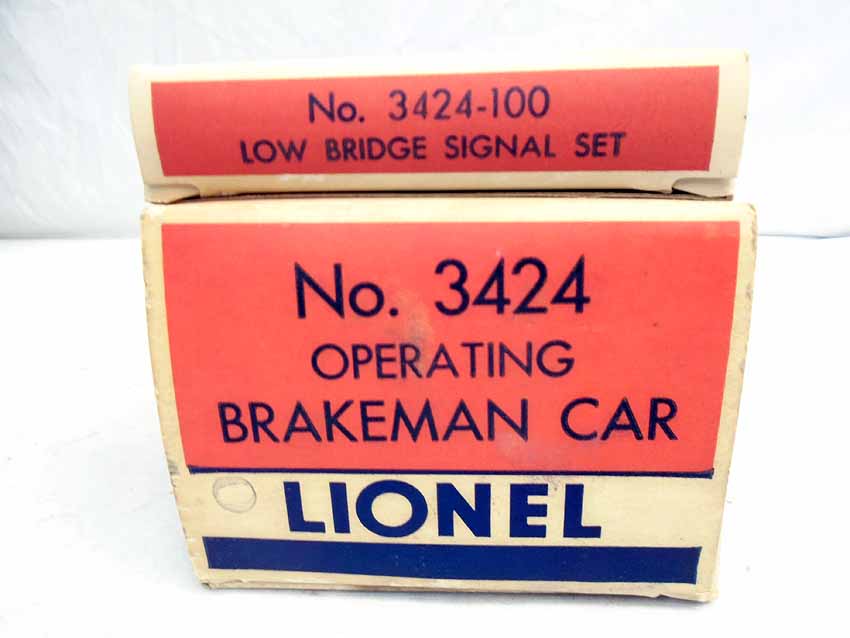 No. 3424-100
LOW BRIDGE SIGNAL SET
No. 3424
OPERATING
BRAKEMAN CAR
LIONEL